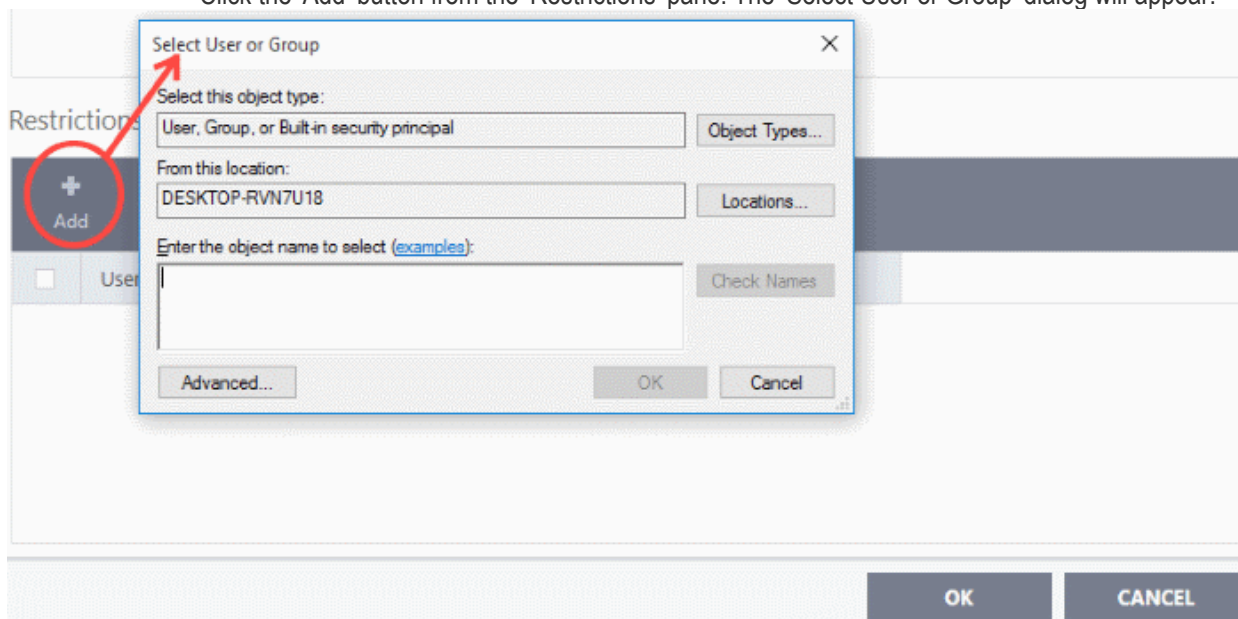 Click the 'Add' button from the 'Restrictions' pane. The 'Select User or Group' dialog will appear.
Select User or Group
Select this object type:
User, Group, or Built-in security principal
Object Types...
From this location:
DESKTOP-RVN7U18
Locations...
Enter the object name to select (examples):
Check Names
Advanced...
OK
Cancel
Restrictions
Add
User
OK
CANCEL